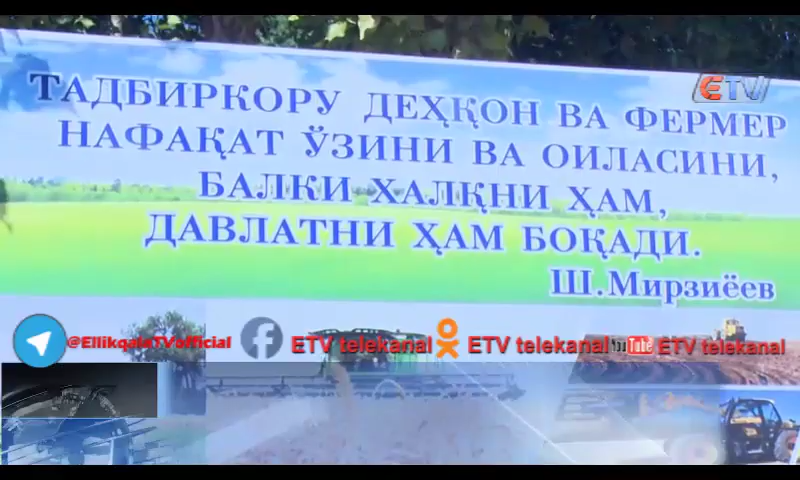 ETV
ТАДБИРКОРУ ДЕҲҚОН ВА ФЕРМЕР
НАФАҚАТ ЎЗИНИ ВА ОИЛАСИНИ,
БАЛКИ ХАЛҚНИ ҲАМ,
ДАВЛАТНИ ҲАМ БОҚАДИ.
Ш.Мирзиёев
@EllikqalaTVofficial ETV telekanal ETV telekanal YouTube ETV telekanal